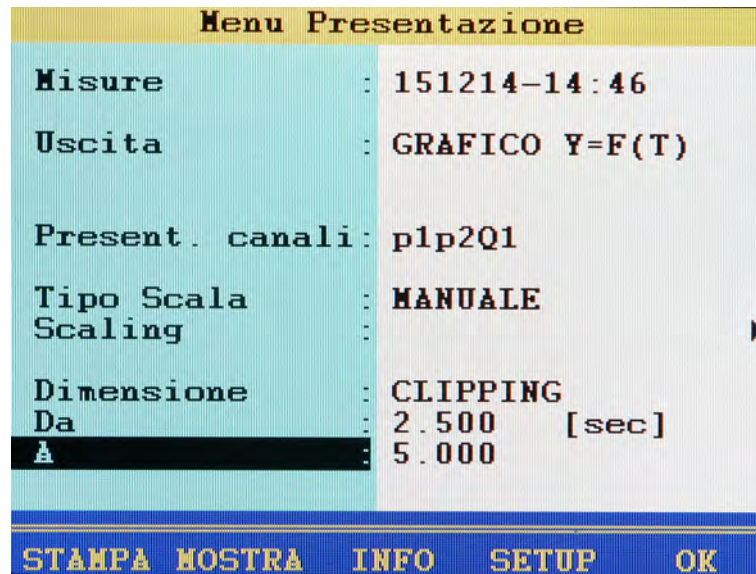 Menu Presentazione
Misure : 151214-14:46
Uscita : GRAFICO Y=F(T)
Present. canali: p1p2Q1
Tipo Scala : MANUALE
Scaling :
Dimensione : CLIPPING
Da : 2.500 [sec]
A : 5.000
STAMPA MOSTRA INFO SETUP OK